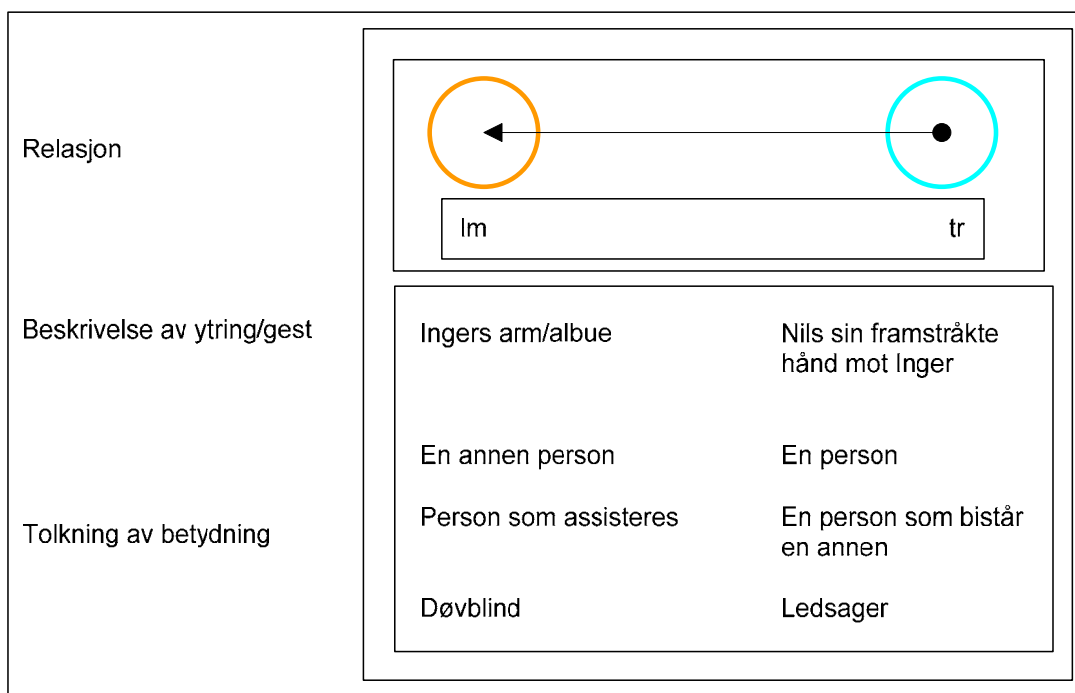 Relasjon
lm tr
Beskrivelse av ytring/gest
Ingers arm/albue
Nils sin framstråkte
hånd mot Inger
En annen person
En person
Tolkning av betydning
Person som assisteres
En person som bistår
en annen
Døvblind
Ledsager